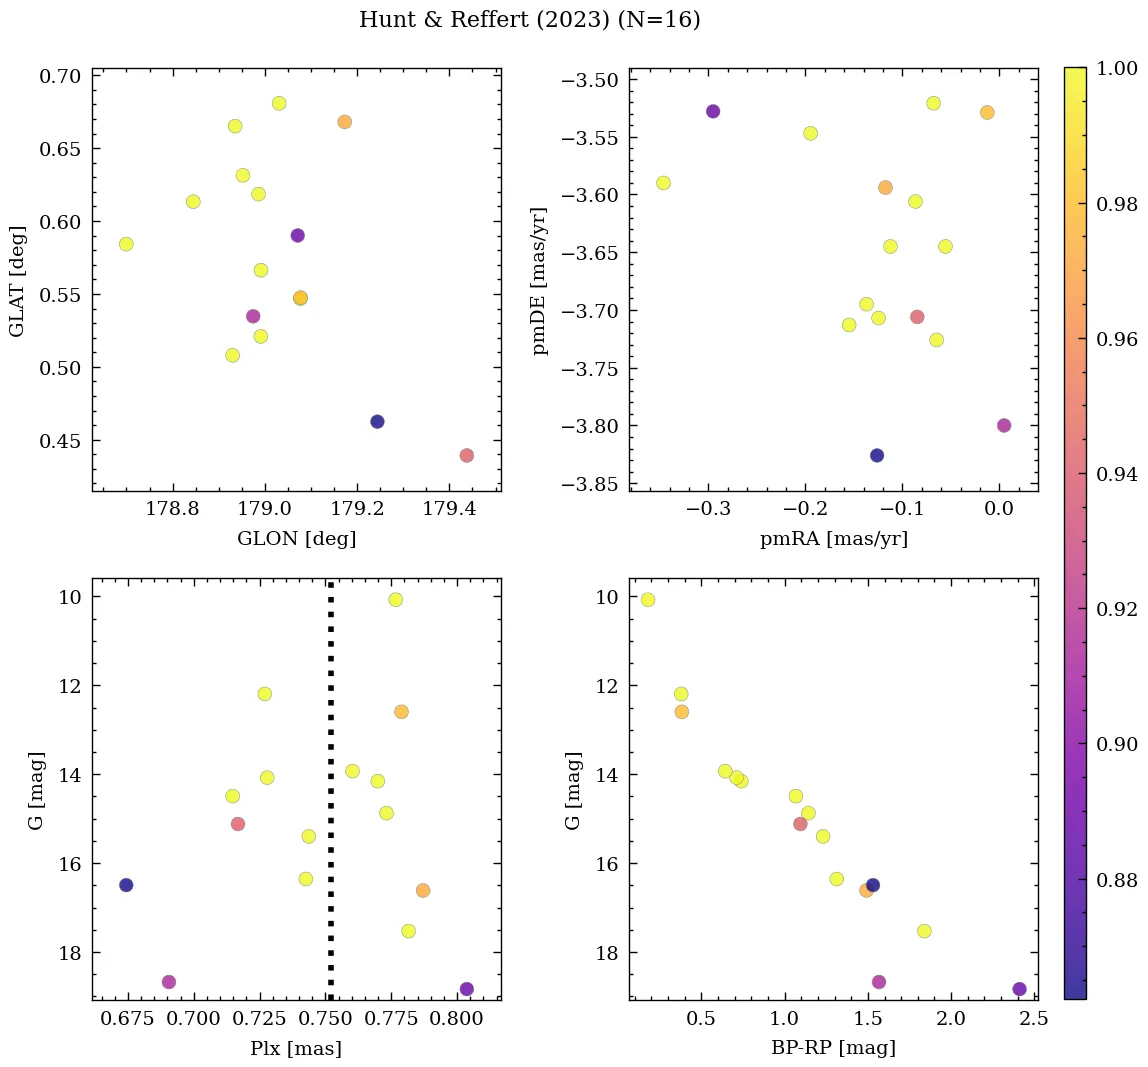 Hunt & Reffert (2023) (N=16)
0.70
0.65
0.60
0.55
0.50
0.45
GLAT [deg]
178.8 179.0 179.2 179.4
GLON [deg]
−3.50
−3.55
−3.60
−3.65
−3.70
−3.75
−3.80
−3.85
pmDE [mas/yr]
−0.3 −0.2 −0.1 0.0
pmRA [mas/yr]
10
12
14
16
18
G [mag]
0.675 0.700 0.725 0.750 0.775 0.800
Plx [mas]
10
12
14
16
18
G [mag]
0.5 1.0 1.5 2.0 2.5
BP-RP [mag]
1.00
0.98
0.96
0.94
0.92
0.90
0.88